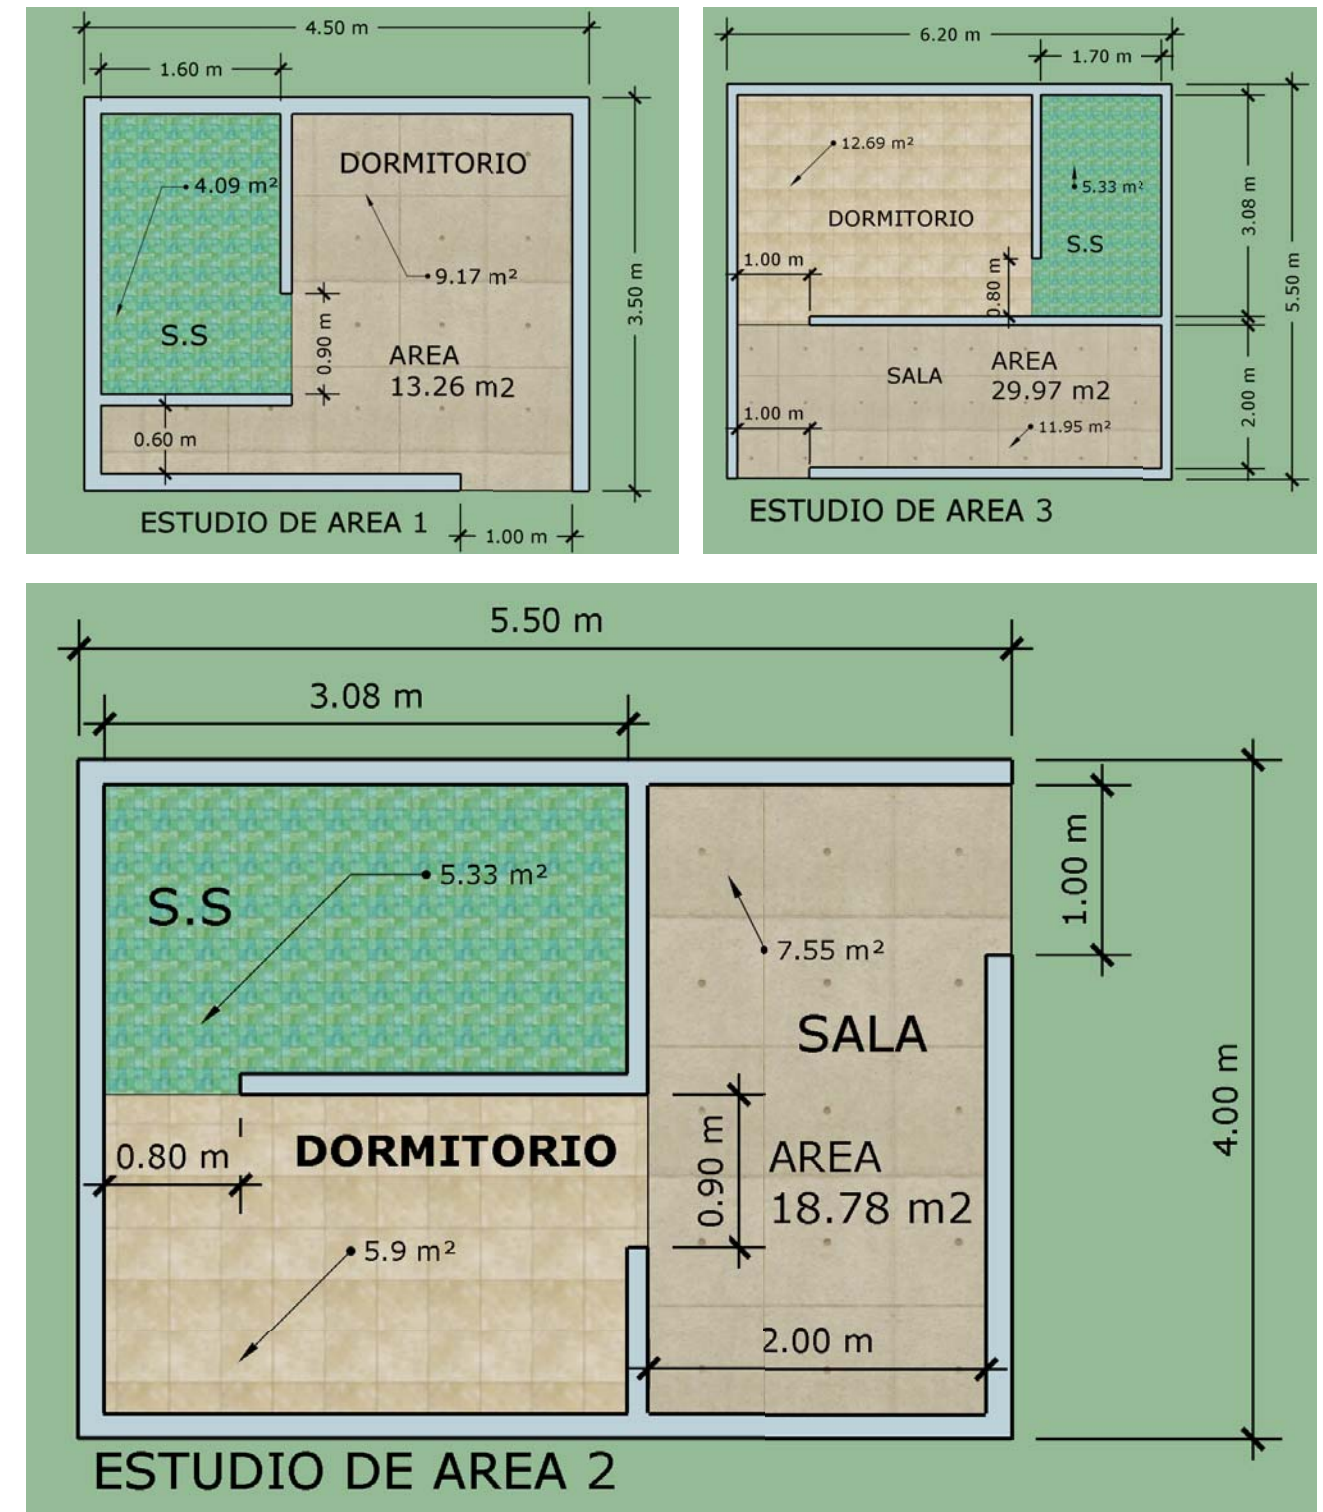 4.50 m
1.60 m
DORMITORIO
4.09 m²
9.17 m²
S.S
0.90 m
AREA
13.26 m2
0.60 m
3.50 m
ESTUDIO DE AREA 1
1.00 m
6.20 m
1.70 m
12.69 m²
5.33 m²
DORMITORIO
S.S
3.08 m
1.00 m
0.80 m
5.50 m
SALA
AREA
29.97 m2
1.00 m
11.95 m²
2.00 m
ESTUDIO DE AREA 3
5.50 m
3.08 m
5.33 m²
S.S
1.00 m
7.55 m²
SALA
0.80 m
DORMITORIO
0.90 m
AREA
18.78 m2
4.00 m
5.9 m²
2.00 m
ESTUDIO DE AREA 2